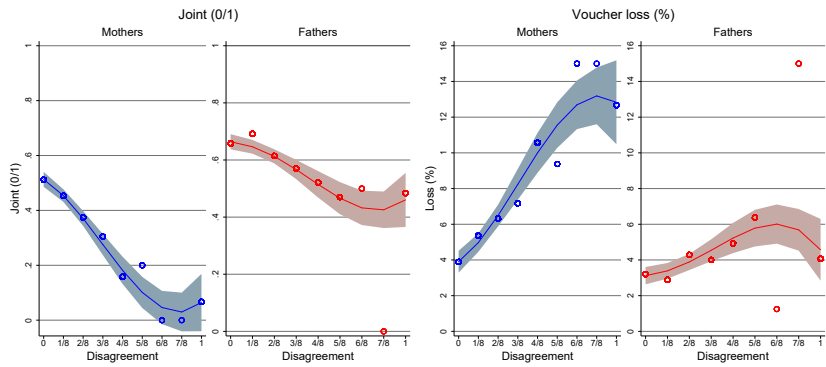 Joint (0/1)
Mothers
Fathers
Joint (0/1)
1
.8
.6
.4
.2
0
1
.8
.6
.4
.2
0
0 1/8 2/8 3/8 4/8 5/8 6/8 7/8 1
Disagreement
0 1/8 2/8 3/8 4/8 5/8 6/8 7/8 1
Disagreement
Voucher loss (%)
Mothers
Fathers
Loss (%)
16
14
12
10
8
6
4
2
0
16
14
12
10
8
6
4
2
0
0 1/8 2/8 3/8 4/8 5/8 6/8 7/8 1
Disagreement
0 1/8 2/8 3/8 4/8 5/8 6/8 7/8 1
Disagreement